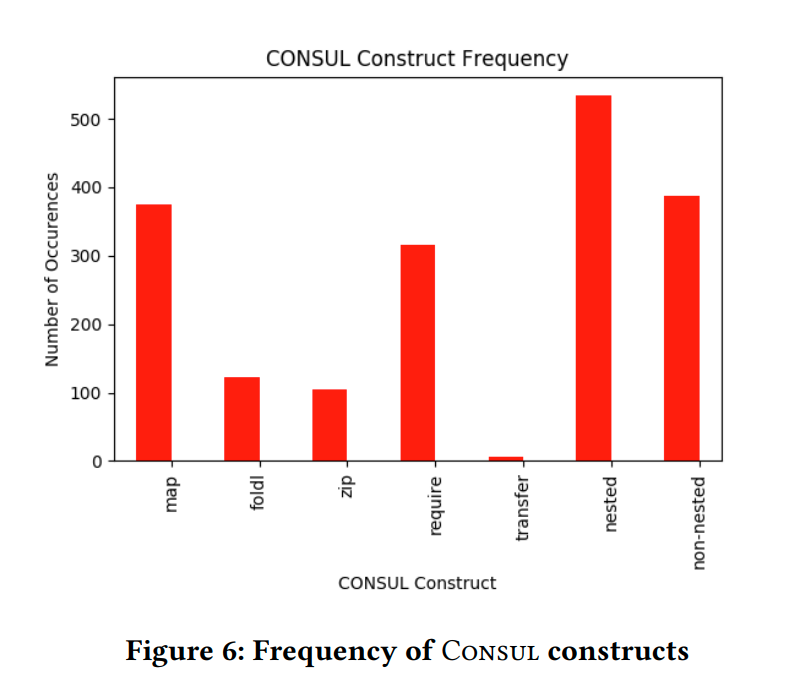 CONSUL Construct Frequency
Number of Occurences
500
400
300
200
100
0
map
foldl
zip
require
transfer
nested
non-nested
CONSUL Construct
Figure 6: Frequency of Consul constructs